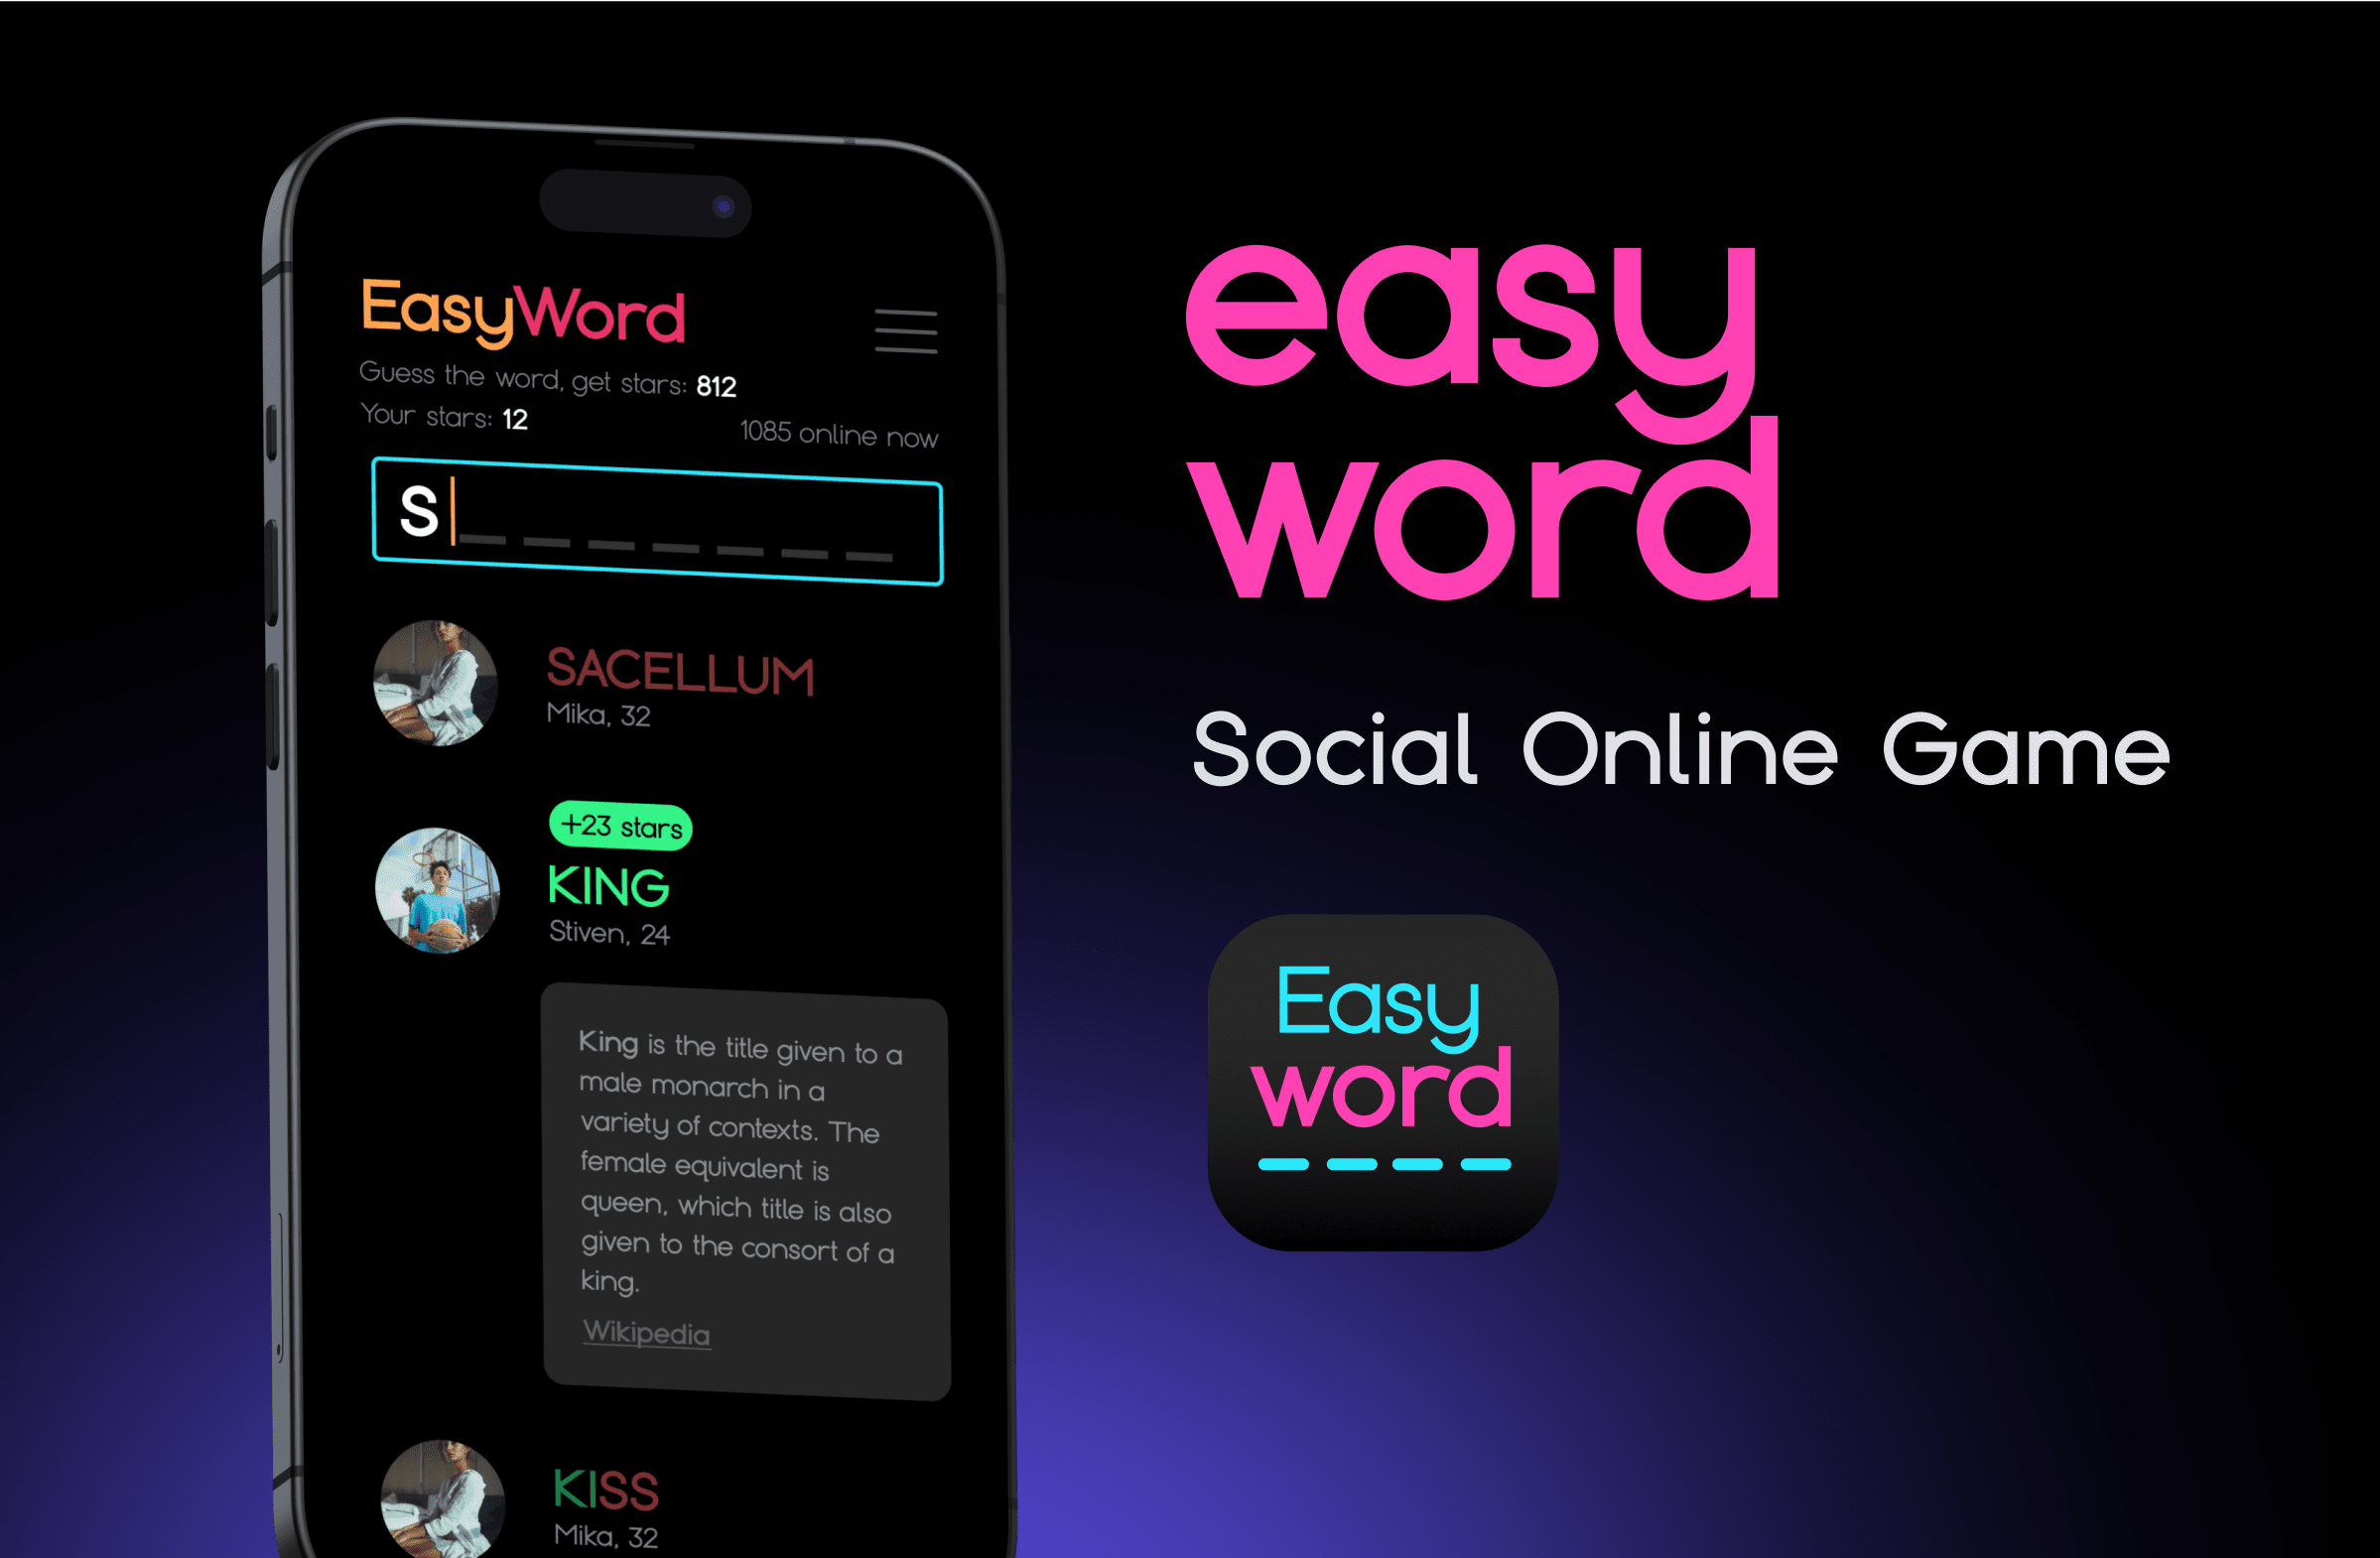 EasyWord
Guess the word, get stars: 812
Your stars: 12
1085 online now
S
SACELLUM
Mika, 32
+23 stars
KING
Stiven, 24
King is the title given to a
male monarch in a
variety of contexts. The
female equivalent is
queen, which title is also
given to the consort of a
king.
Wikipedia
KISS
Mika, 32
easy
word
Social Online Game
Easy
word